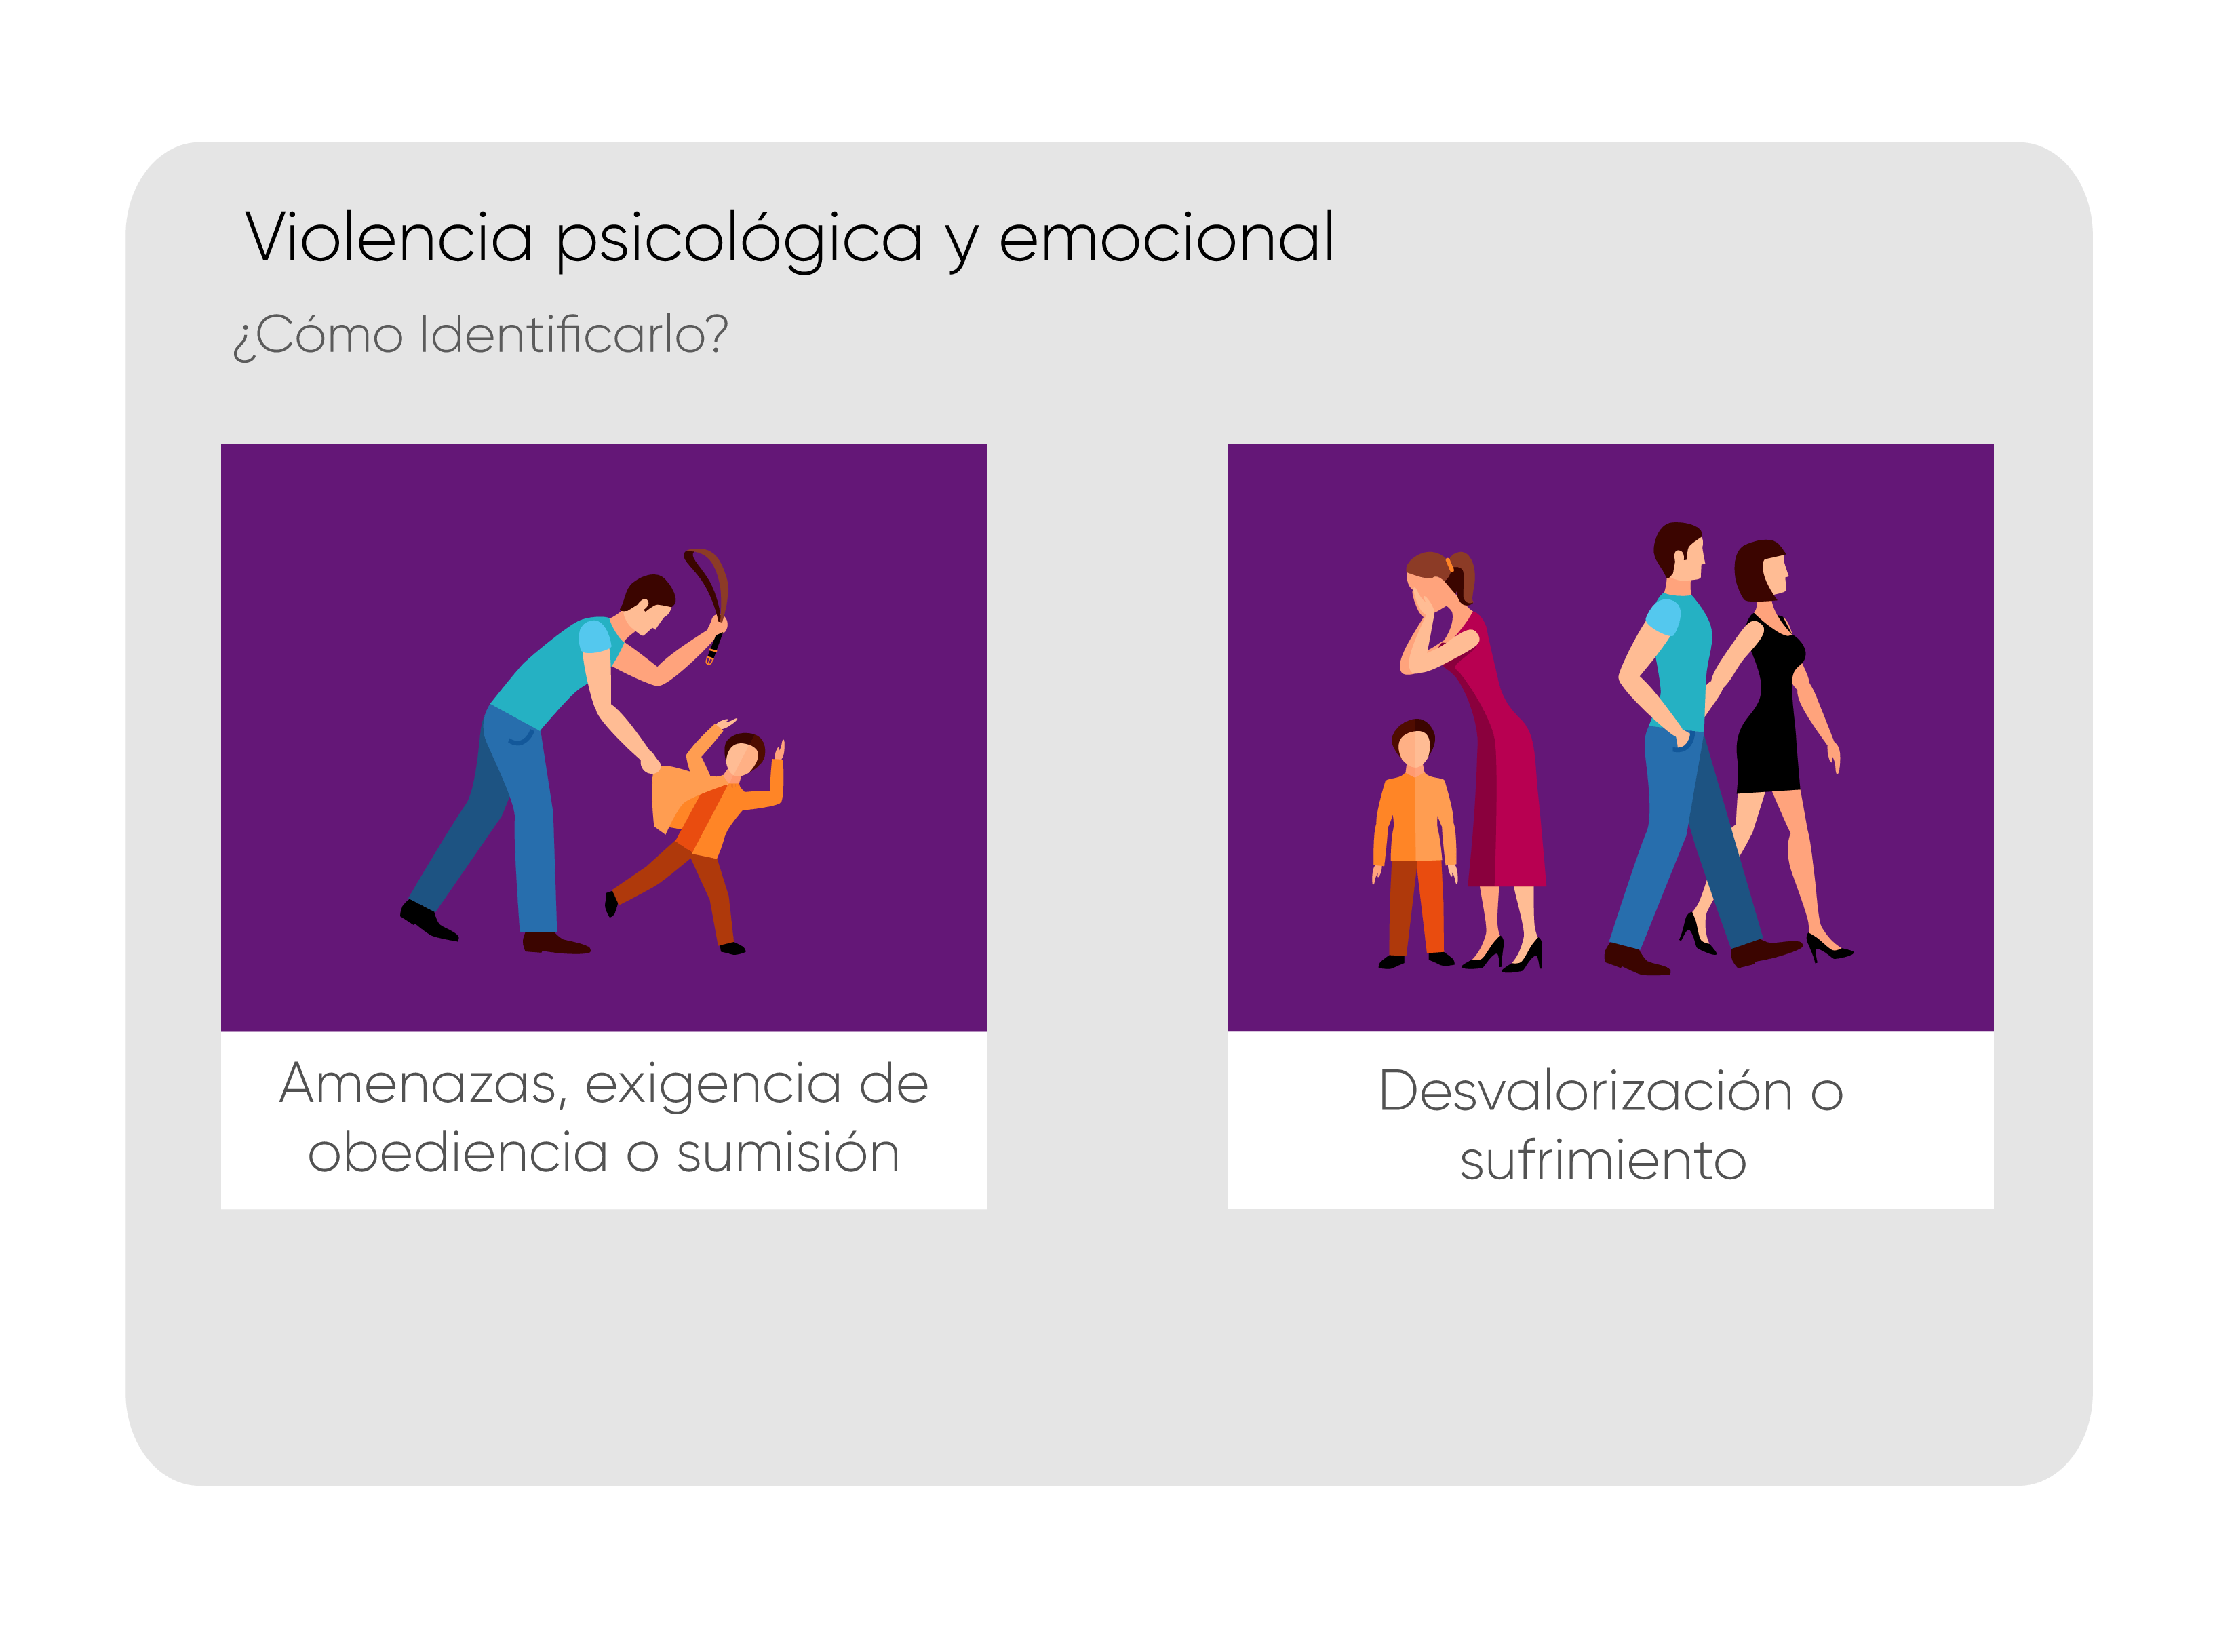 Violencia psicológica y emocional
¿Cómo Identificarlo?
Amenazas, exigencia de
obediencia o sumisión
Desvalorización o
sufrimiento